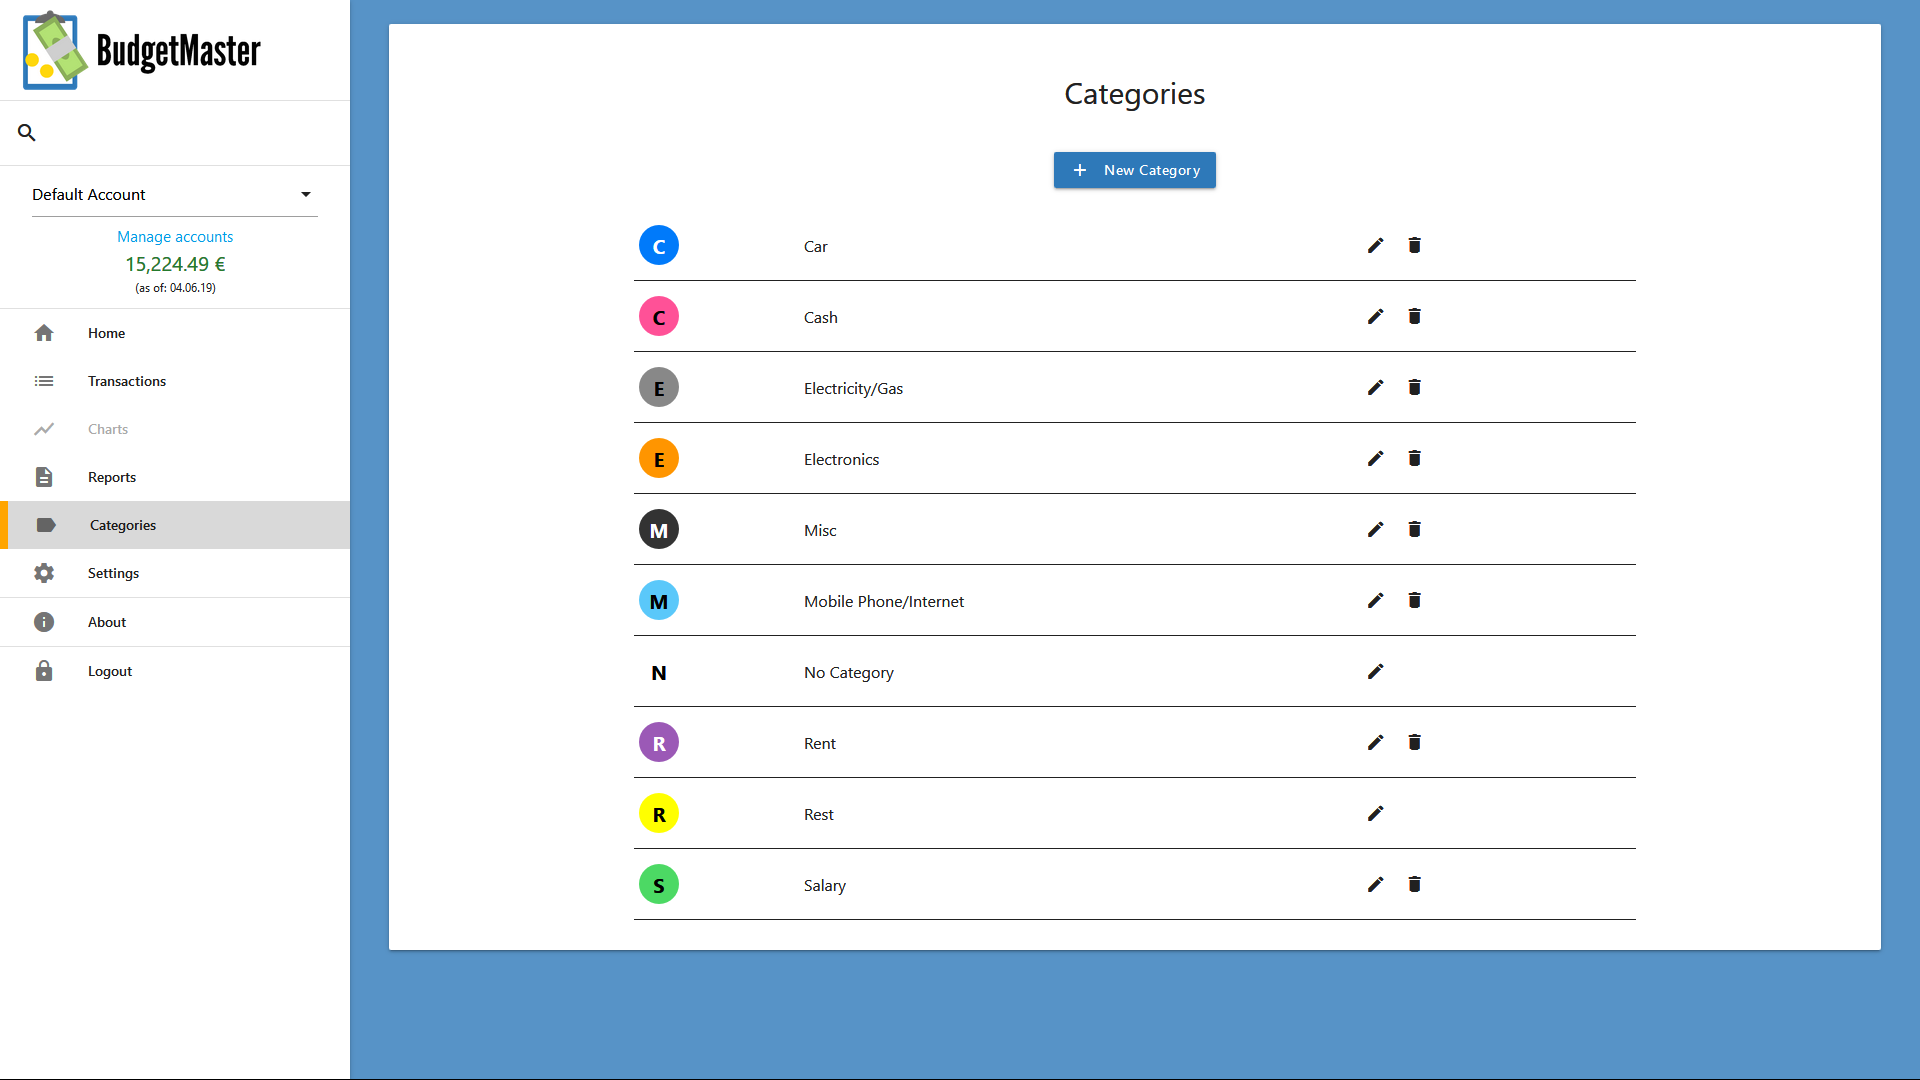 BudgetMaster
Default Account
Manage accounts
15,224.49 €
(as of: 04.06.19)
Home
Transactions
Charts
Reports
Categories
Settings
About
Logout
Categories
New Category
C Car
C Cash
E Electricity/Gas
E Electronics
M Misc
M Mobile Phone/Internet
N No Category
R Rent
R Rest
S Salary